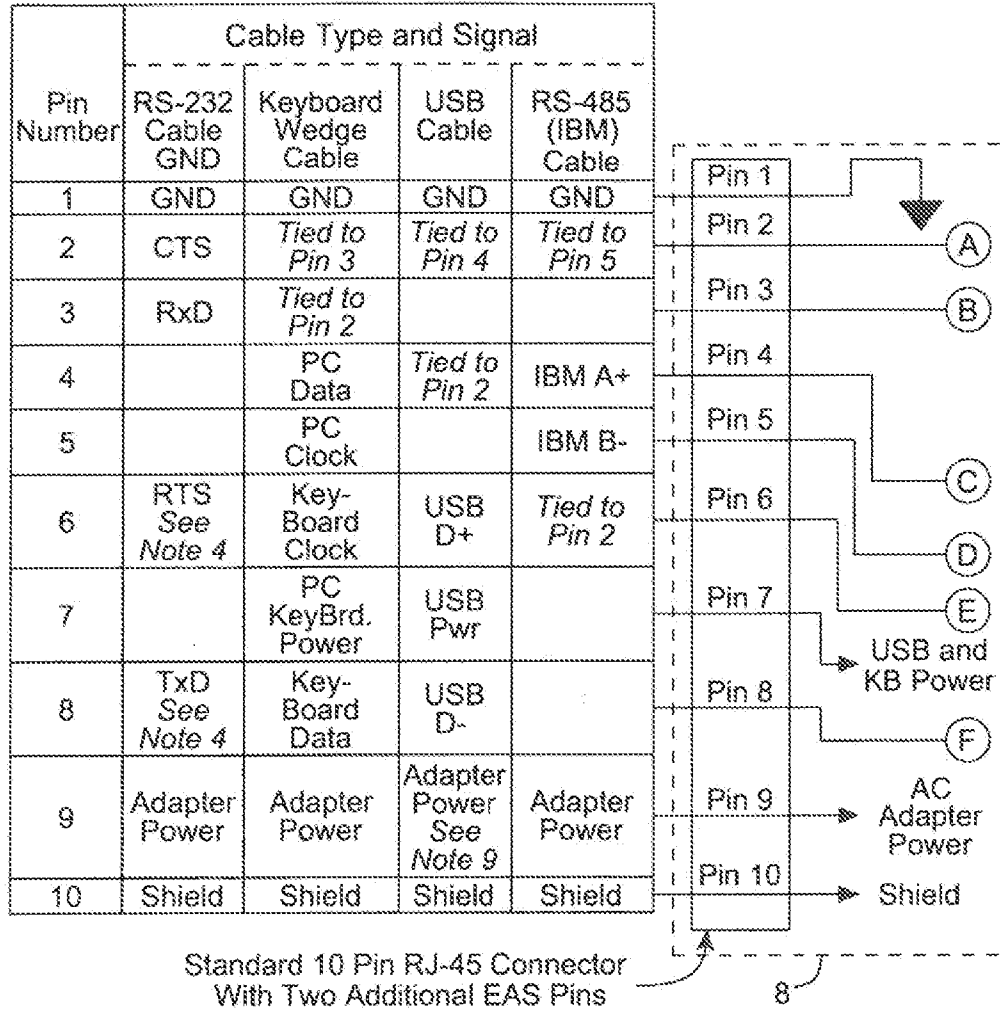 Cable Type and Signal
Pin Number
RS-232 Cable GND
Keyboard Wedge Cable
USB Cable
RS-485 (IBM) Cable
1 GND GND GND GND
2 CTS Tied to Pin 3 Tied to Pin 4 Tied to Pin 5
3 RxD Tied to Pin 2
4 PC Data Tied to Pin 2 IBM A+
5 PC Clock IBM B-
6 RTS See Note 4 Key-Board Clock USB D+ Tied to Pin 2
7 PC KeyBrd. Power USB Pwr
8 TxD See Note 4 Key-Board Data USB D-
9 Adapter Power Adapter Power Adapter Power See Note 9 Adapter Power
10 Shield Shield Shield Shield
Pin 1
Pin 2
A
Pin 3
B
Pin 4
C
Pin 5
D
Pin 6
E
Pin 7
USB and
KB Power
Pin 8
F
Pin 9
AC
Adapter
Power
Pin 10
Shield
Standard 10 Pin RJ-45 Connector
With Two Additional EAS Pins
8